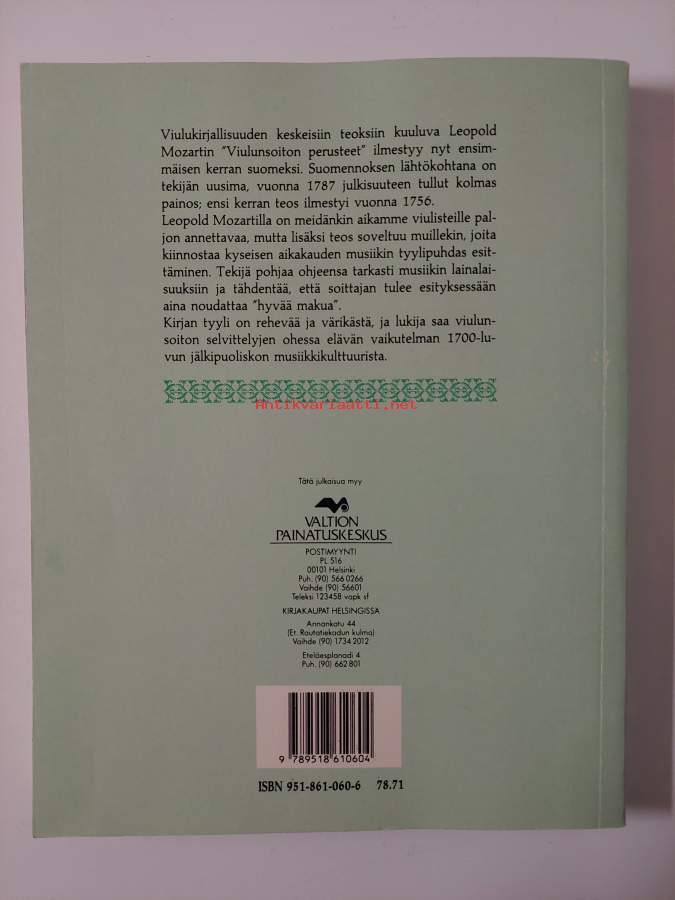 Viulukirjallisuuden keskeisiin teoksiin kuuluva Leopold
Mozartin "Viulunsoiton perusteet" ilmestyy nyt ensim-
mäisen kerran suomeksi. Suomennoksen lähtökohtana on
tekijän uusima, vuonna 1787 julkisuuteen tullut kolmas
painos; ensi kerran teos ilmestyi vuonna 1756.
Leopold Mozartilla on meidänkin aikamme viulisteille pal-
jon annettavaa, mutta lisäksi teos soveltuu muillekin, joita
kiinnostaa kyseisen aikakauden musiikin tyylipuhdas esit-
täminen. Tekijä pohjaa ohjeensa tarkasti musiikin lainalai-
suuksiin ja tähdentää, että soittajan tulee esityksessään
aina noudattaa "hyvää makua".
Kirjan tyyli on rehevää ja värikästä, ja lukija saa viulun-
soiton selvittelyjen ohessa elävän vaikutelman 1700-lu-
vun jälkipuoliskon musiikkikulttuurista.
Antikvariaatti.net
Tätä julkaisua myy
VALTION
PAINATUSKESKUS
POSTIMYYNTI
PL 516
00101 Helsinki
Puh. (90) 566 0266
Vaihde (90) 56601
Teleksi 123458 vapk sf
KIRJAKAUPAT HELSINGISSÄ
Annankatu 44
(Et. Rautatiekadun kulma)
Vaihde (90) 1734 2012
Eteläesplanadi 4
Puh. (90) 662 801
9 789518 610604
ISBN 951-861-060-6 78.71